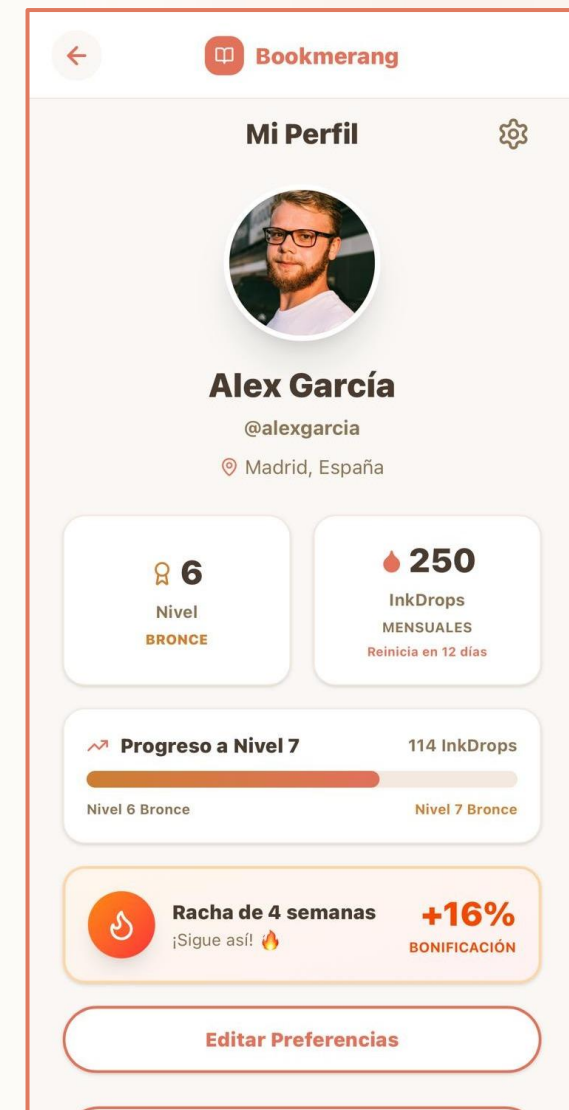 Bookmerang
Mi Perfil
Alex García
@alexgarcia
Madrid, España
6
Nivel
BRONCE
250
InkDrops
MENSUALES
Reinicia en 12 días
Progreso a Nivel 7
114 InkDrops
Nivel 6 Bronce
Nivel 7 Bronce
Racha de 4 semanas
¡Sigue así! 🔥
+16%
BONIFICACIÓN
Editar Preferencias